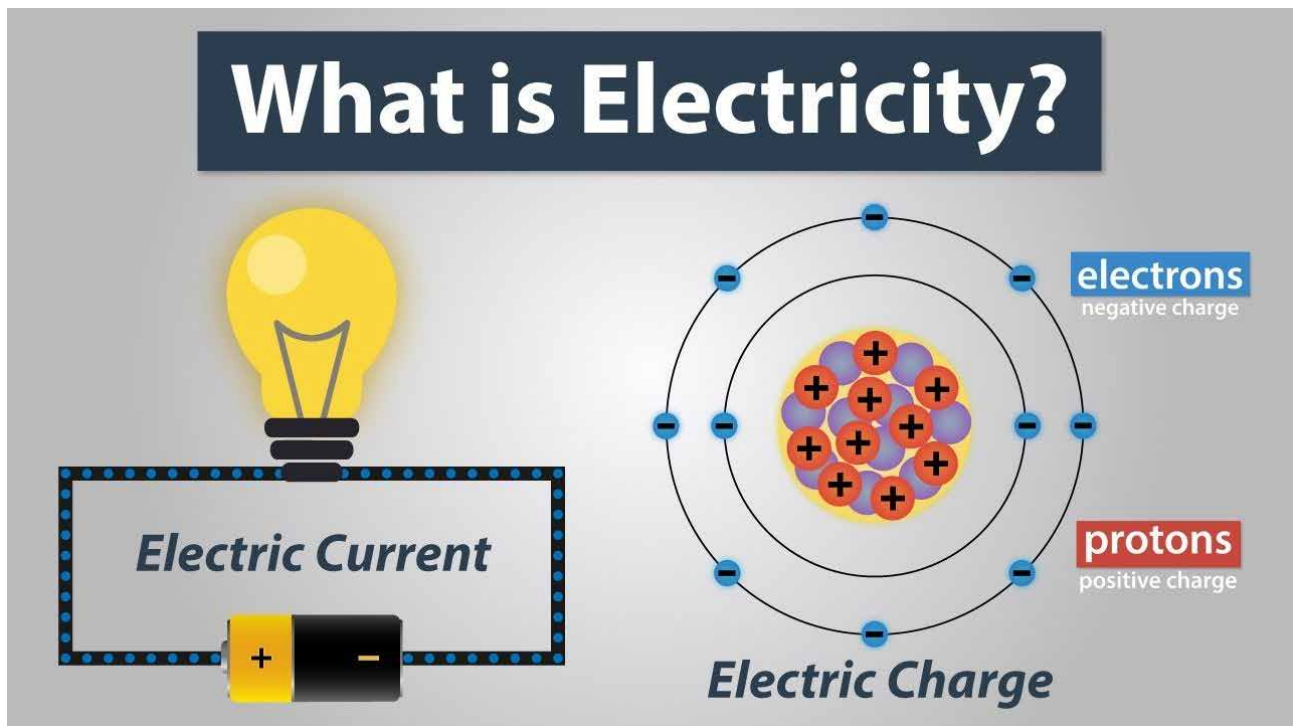 What is Electricity?
electrons
negative charge
Electric Current
protons
positive charge
Electric Charge